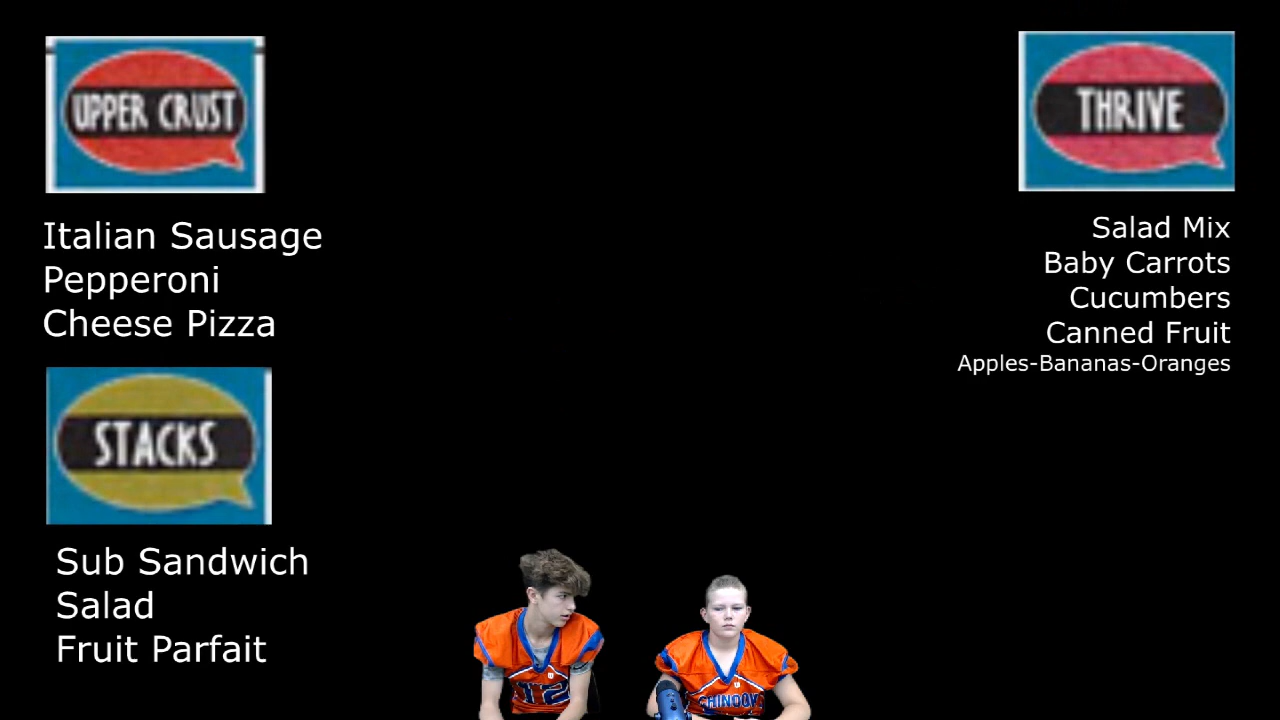 UPPER CRUST
Italian Sausage
Pepperoni
Cheese Pizza
STACKS
Sub Sandwich
Salad
Fruit Parfait
THRIVE
Salad Mix
Baby Carrots
Cucumbers
Canned Fruit
Apples-Bananas-Oranges
12
CHINOOK